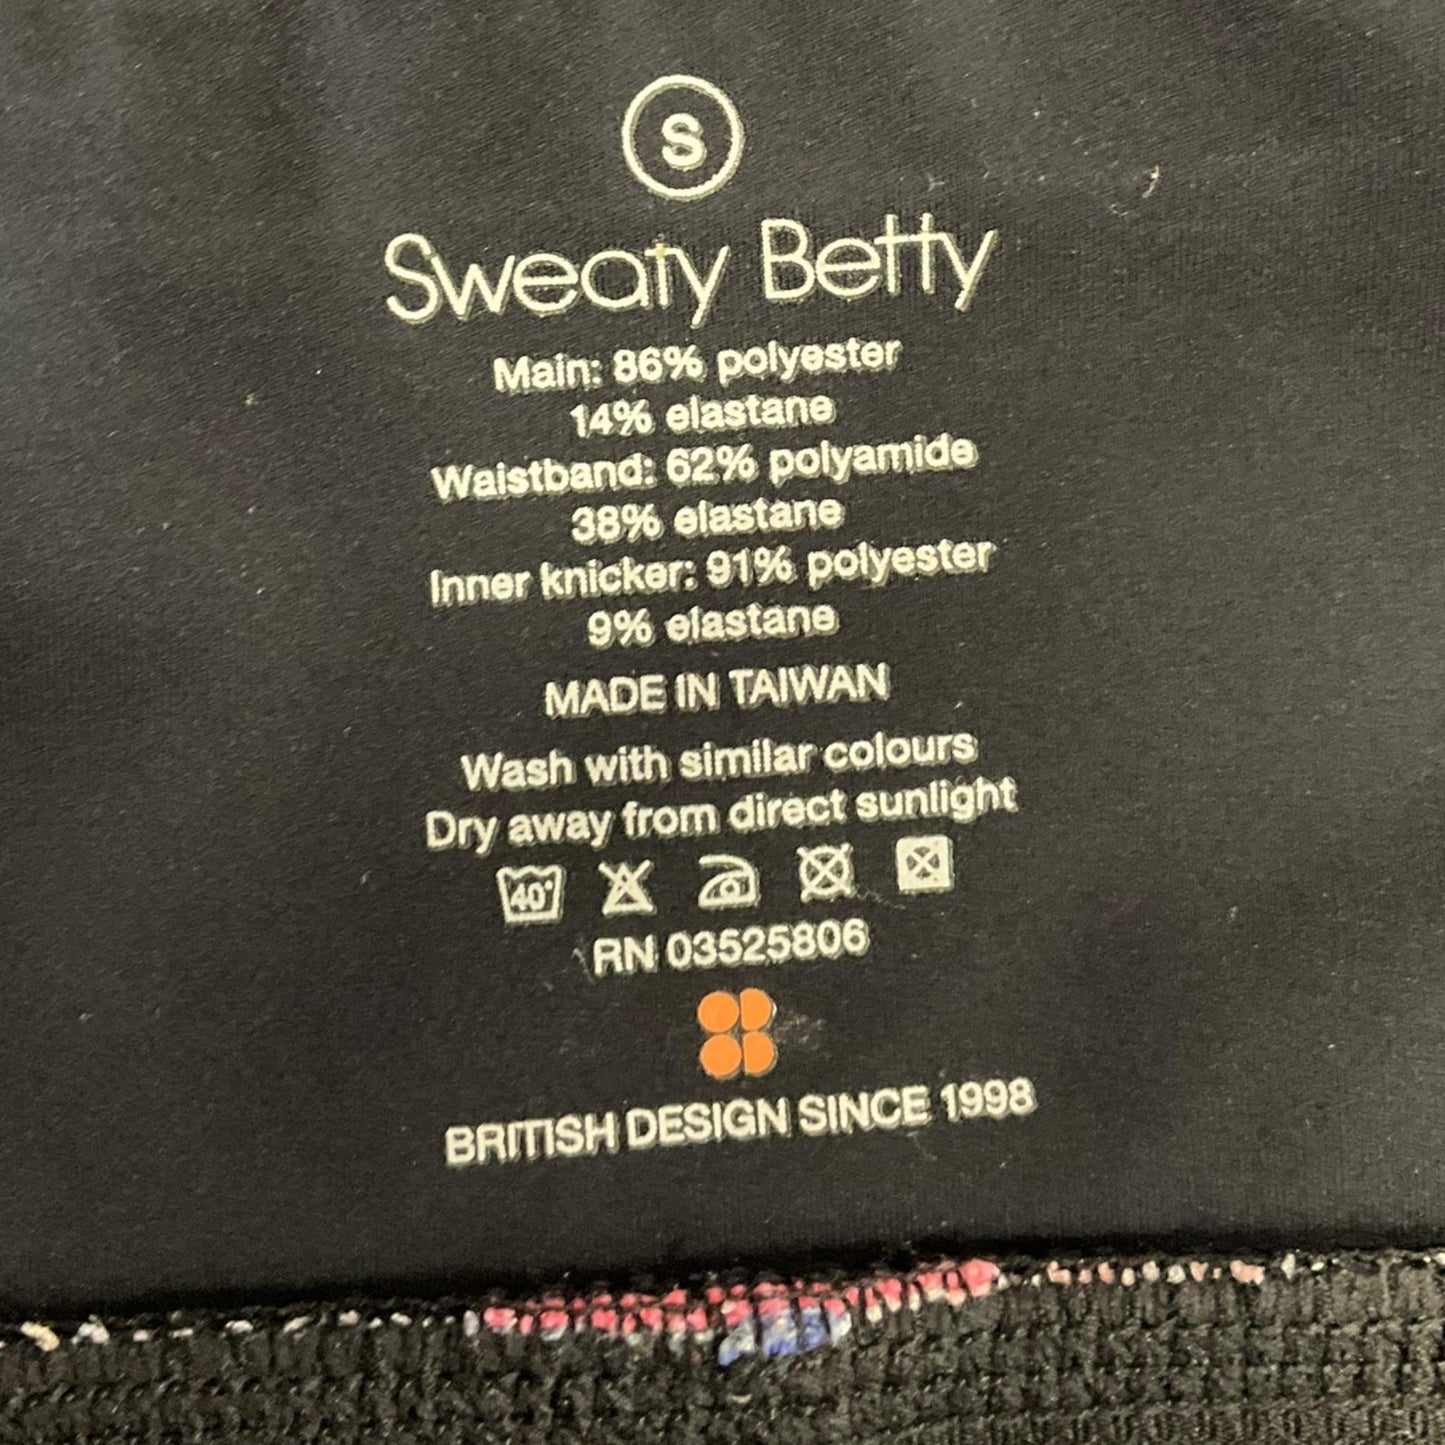 S
Sweaty Betty
Main: 86% polyester
14% elastane
Waistband: 62% polyamide
38% elastane
Inner knicker: 91% polyester
9% elastane
MADE IN TAIWAN
Wash with similar colours
Dry away from direct sunlight
40°
RN 03525806
BRITISH DESIGN SINCE 1998